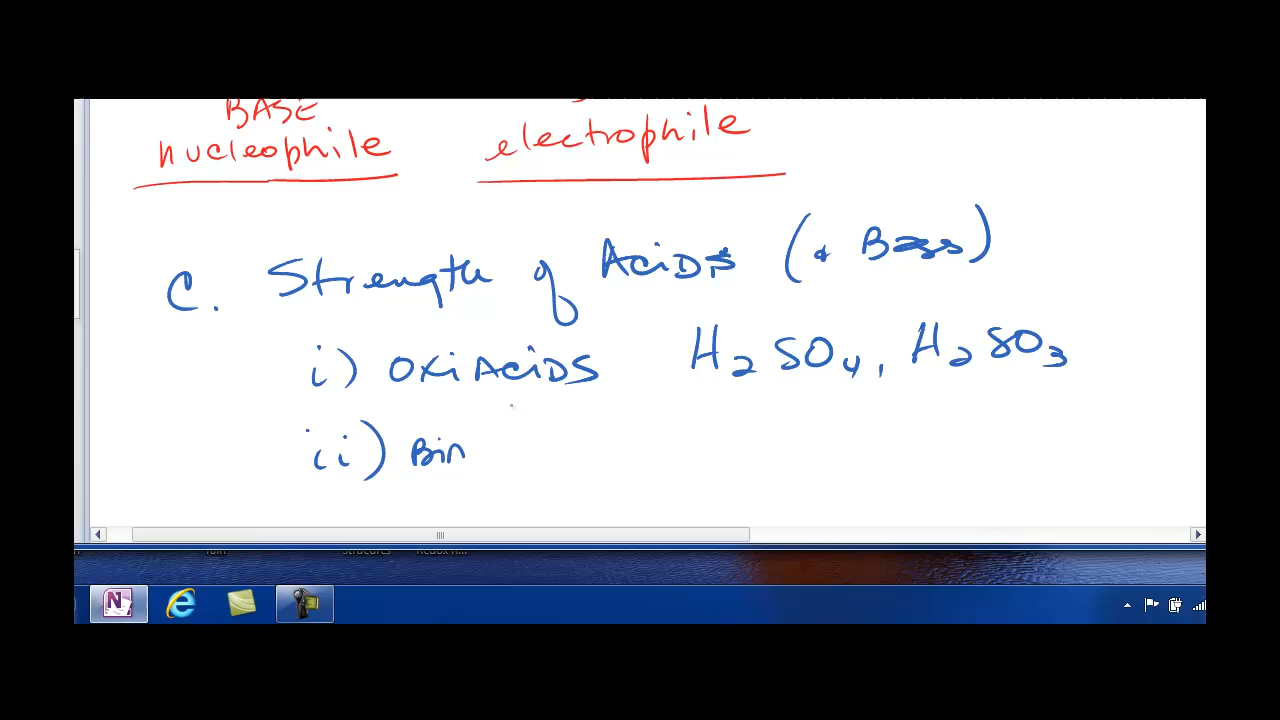 BASE
nucleophile electrophile
C. Strength of Acids (+ Bases)
i) OxiAcids H2SO4, H2SO3
ii) Bin